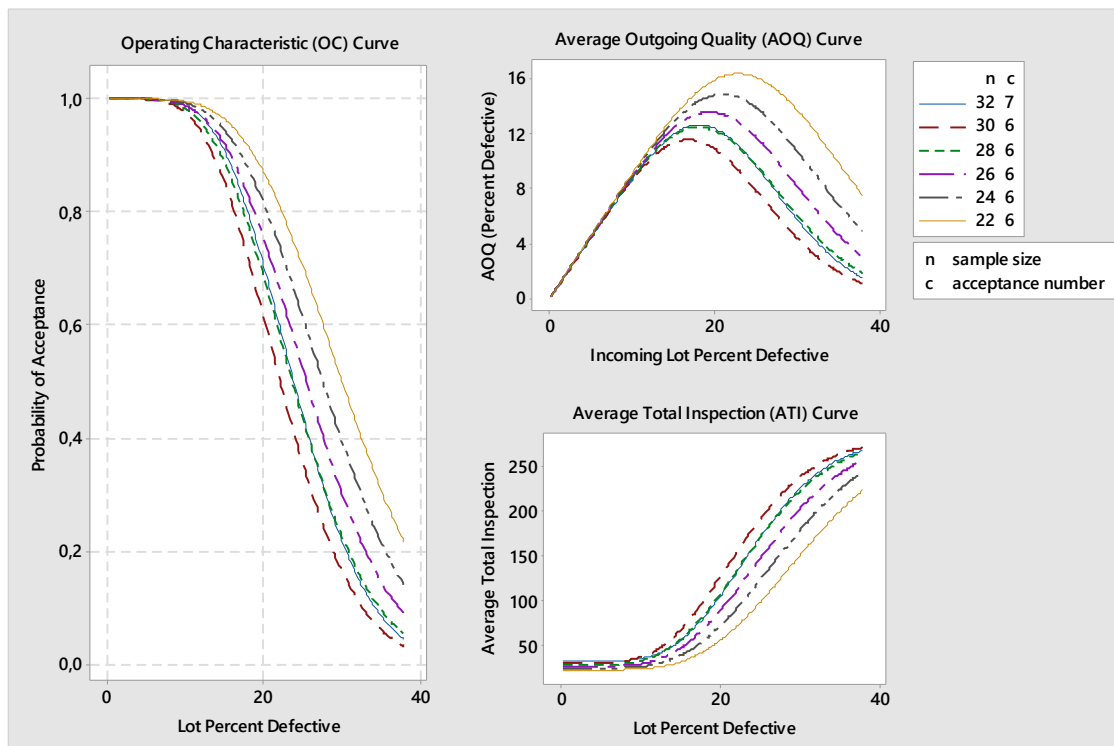 Operating Characteristic (OC) Curve
1,0
0,8
0,6
0,4
0,2
0,0
0 20 40
Probability of Acceptance
Lot Percent Defective
Average Outgoing Quality (AOQ) Curve
16
12
8
4
0
0 20 40
AOQ (Percent Defective)
Incoming Lot Percent Defective
n c
32 7
30 6
28 6
26 6
24 6
22 6
n sample size
c acceptance number
Average Total Inspection (ATI) Curve
250
200
150
100
50
0 20 40
Average Total Inspection
Lot Percent Defective